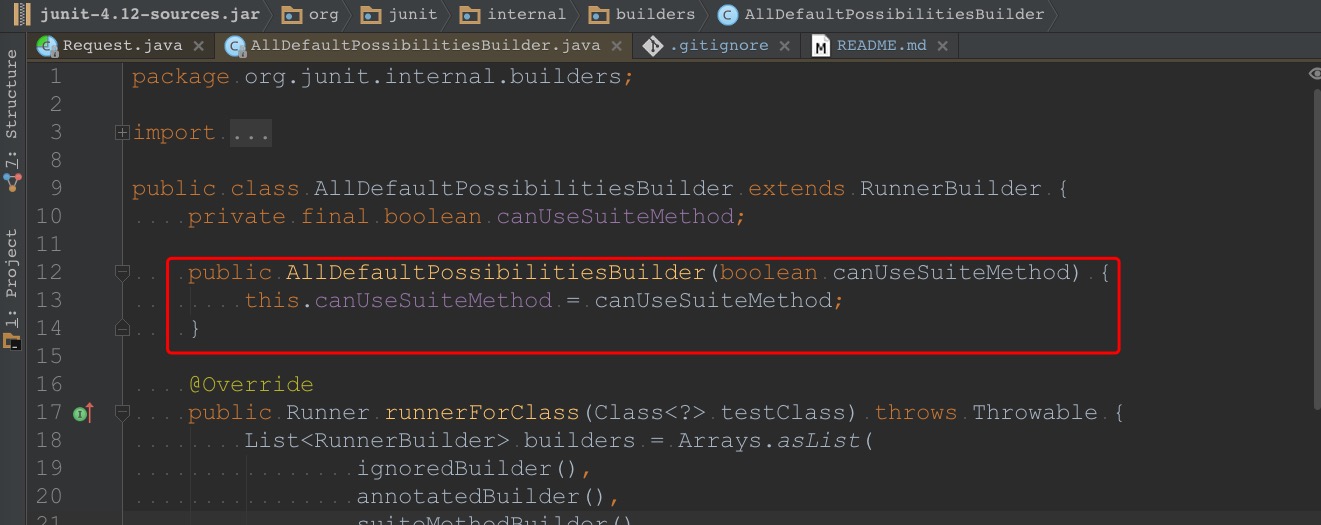 junit-4.12-sources.jar org junit internal builders AllDefaultPossibilitiesBuilder
Request.java AllDefaultPossibilitiesBuilder.java .gitignore README.md
7: Structure
1: Project
1 package org.junit.internal.builders;
2
3 import ...
8
9 public class AllDefaultPossibilitiesBuilder extends RunnerBuilder {
10 private final boolean canUseSuiteMethod;
11
12 public AllDefaultPossibilitiesBuilder(boolean canUseSuiteMethod) {
13 this.canUseSuiteMethod = canUseSuiteMethod;
14 }
15
16 @Override
17 public Runner runnerForClass(Class<?> testClass) throws Throwable {
18 List<RunnerBuilder> builders = Arrays.asList(
19 ignoredBuilder(),
20 annotatedBuilder(),
21 suiteMethodBuilder()